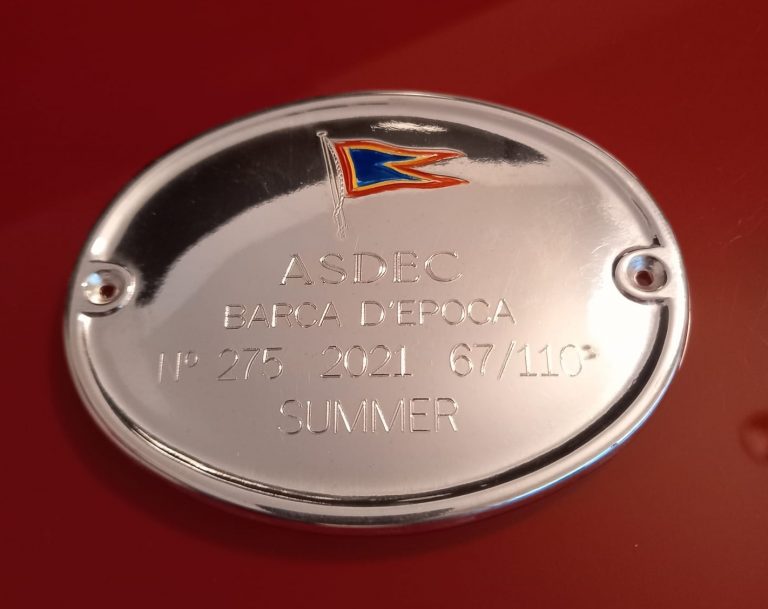 ASDEC
BARCA D'EPOCA
Nº 275 2021 67/110
SUMMER